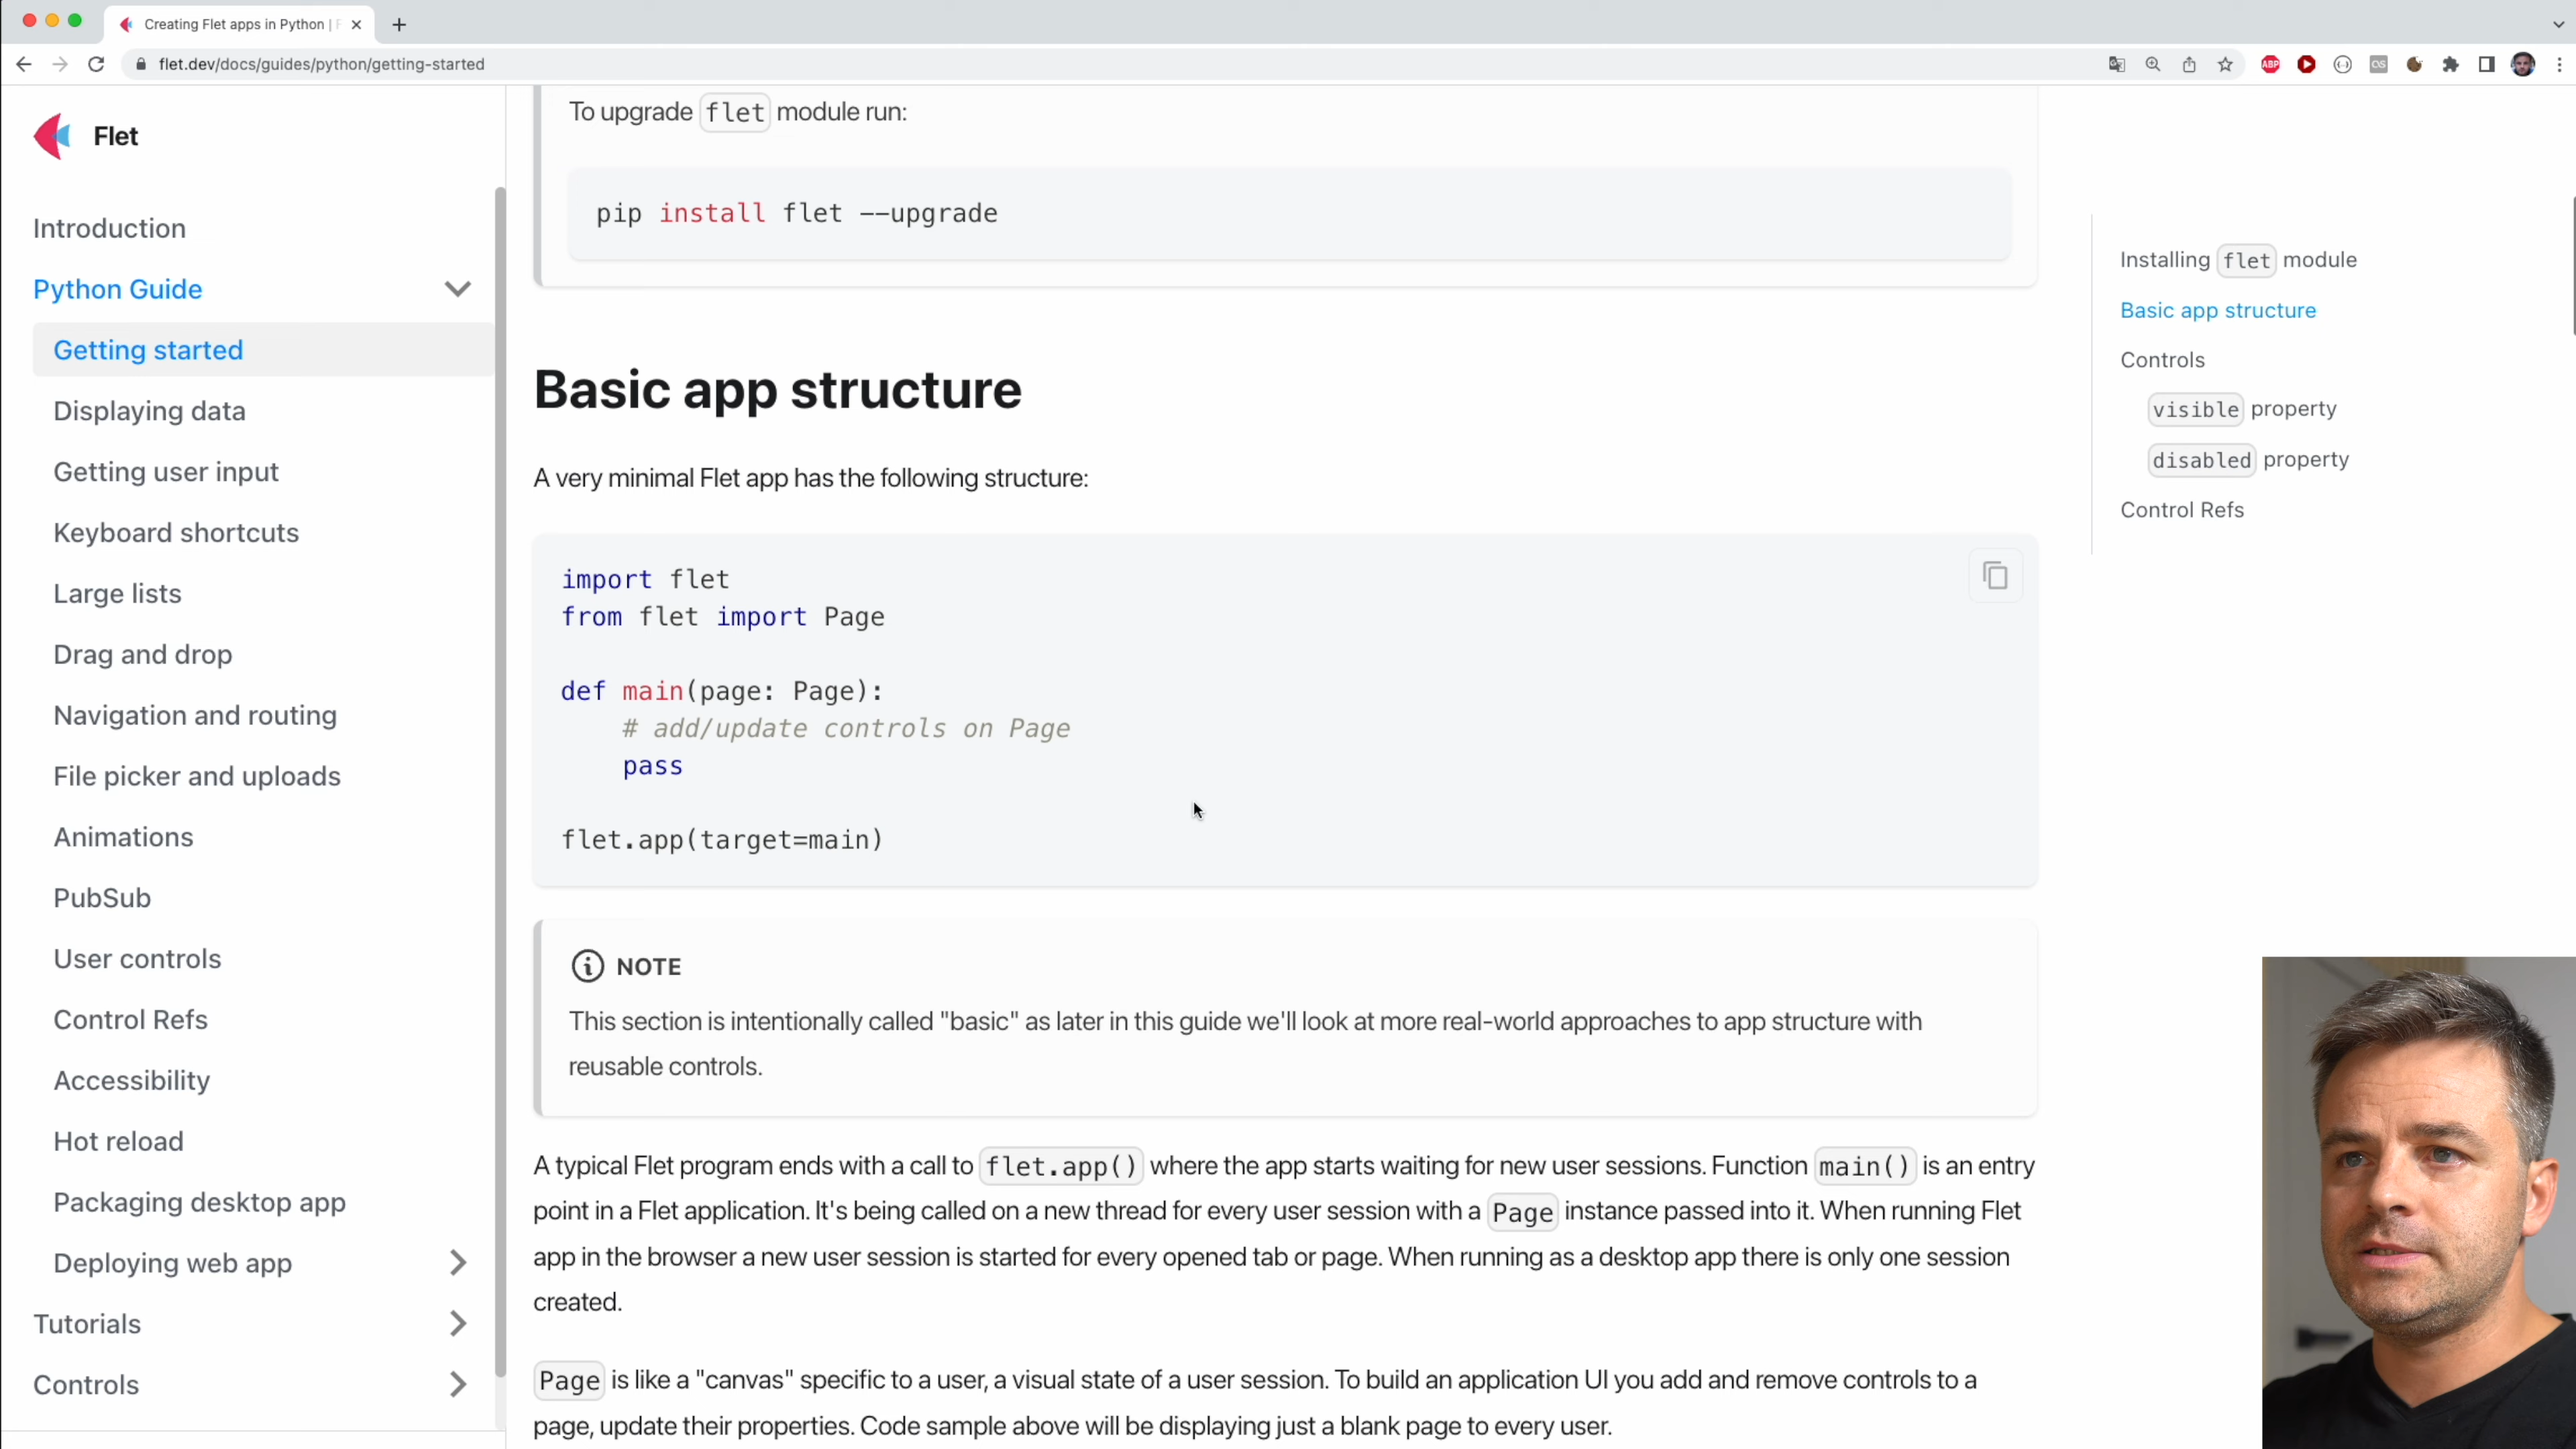 Creating Flet apps in Python | F
flet.dev/docs/guides/python/getting-started
ABP
Flet
Introduction
Python Guide
Getting started
Displaying data
Getting user input
Keyboard shortcuts
Large lists
Drag and drop
Navigation and routing
File picker and uploads
Animations
PubSub
User controls
Control Refs
Accessibility
Hot reload
Packaging desktop app
Deploying web app
Tutorials
Controls
To upgrade flet module run:
pip install flet --upgrade
Basic app structure
A very minimal Flet app has the following structure:
import flet
from flet import Page
def main(page: Page):
# add/update controls on Page
pass
flet.app(target=main)
NOTE
This section is intentionally called "basic" as later in this guide we'll look at more real-world approaches to app structure with
reusable controls.
A typical Flet program ends with a call to flet.app() where the app starts waiting for new user sessions. Function main() is an entry
point in a Flet application. It's being called on a new thread for every user session with a Page instance passed into it. When running Flet
app in the browser a new user session is started for every opened tab or page. When running as a desktop app there is only one session
created.
Page is like a "canvas" specific to a user, a visual state of a user session. To build an application UI you add and remove controls to a
page, update their properties. Code sample above will be displaying just a blank page to every user.
Installing flet module
Basic app structure
Controls
visible property
disabled property
Control Refs